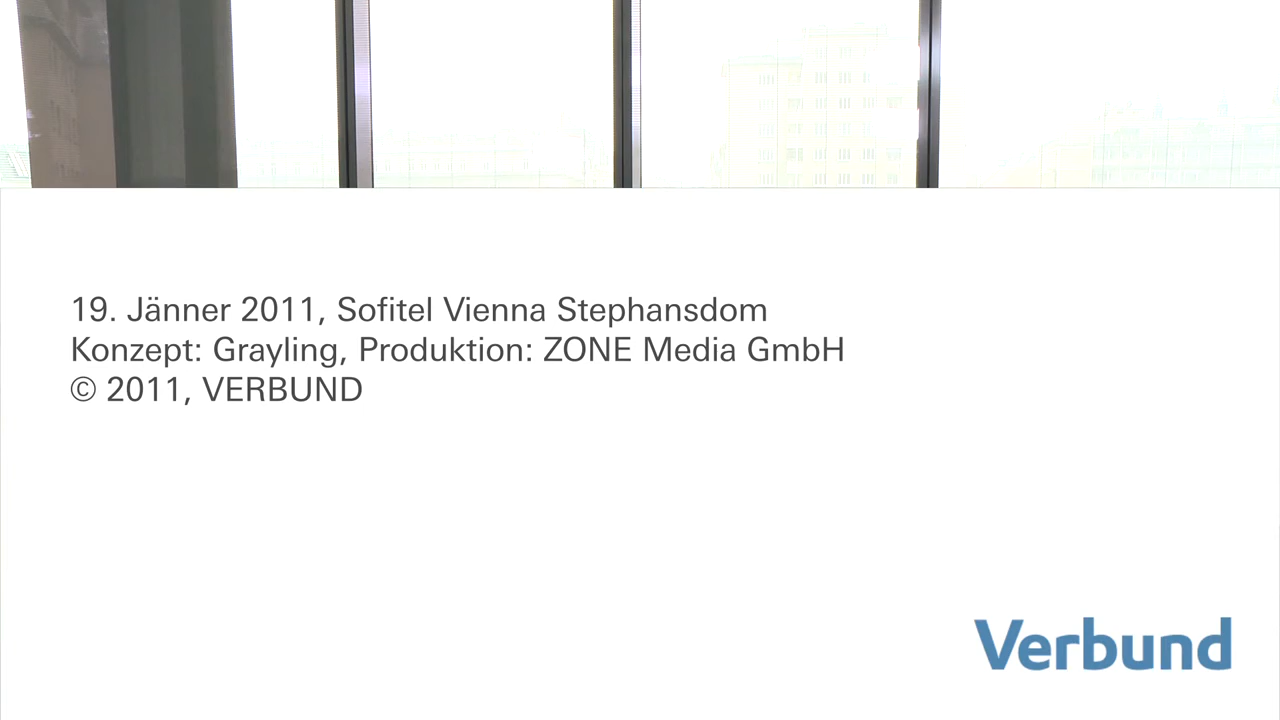 19. Jänner 2011, Sofitel Vienna Stephansdom
Konzept: Grayling, Produktion: ZONE Media GmbH
© 2011, VERBUND
Verbund